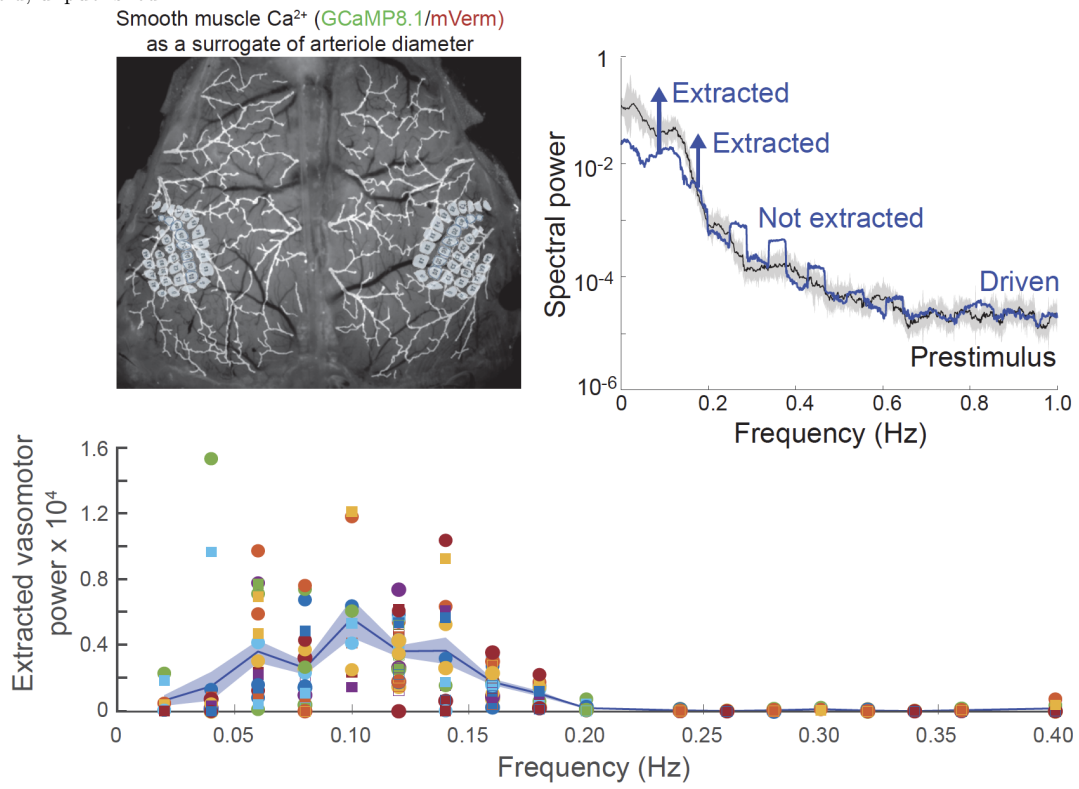 Smooth muscle Ca²⁺ (GCaMP8.1/mVerm)
as a surrogate of arteriole diameter
1
10⁻²
10⁻⁴
10⁻⁶
Spectral power
Extracted
Extracted
Not extracted
Driven
Prestimulus
0 0.2 0.4 0.6 0.8 1.0
Frequency (Hz)
1.6
1.2
0.8
0.4
0
Extracted vasomotor
power x 10⁴
0 0.05 0.10 0.15 0.20 0.25 0.30 0.35 0.40
Frequency (Hz)